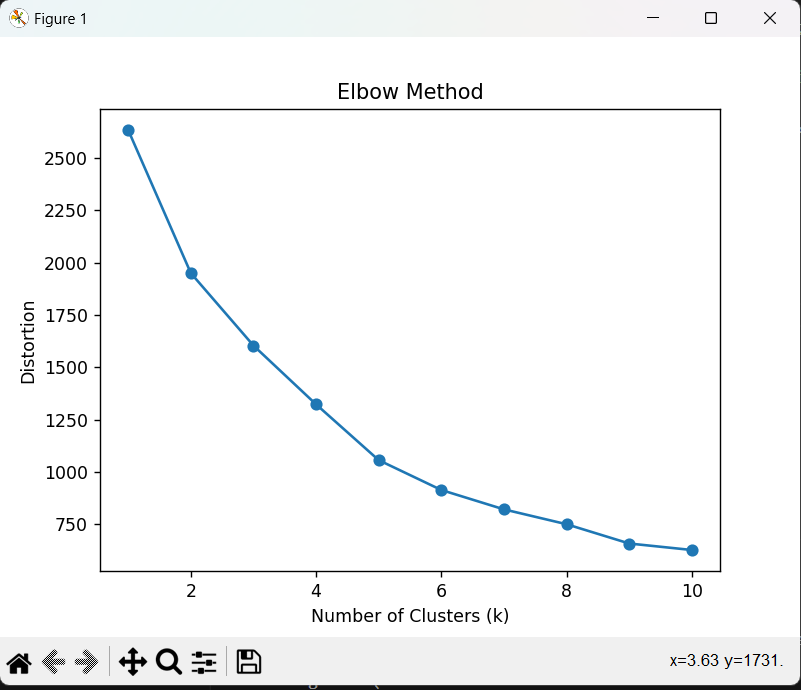 Figure 1
Elbow Method
2500
2250
2000
1750
1500
1250
1000
750
Distortion
2 4 6 8 10
Number of Clusters (k)
x=3.63 y=1731.